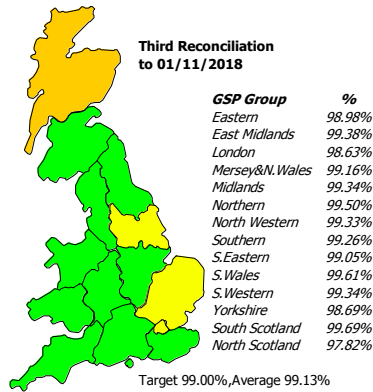 Third Reconciliation
to 01/11/2018
GSP Group %
Eastern 98.98%
East Midlands 99.38%
London 98.63%
Mersey&N.Wales 99.16%
Midlands 99.34%
Northern 99.50%
North Western 99.33%
Southern 99.26%
S.Eastern 99.05%
S.Wales 99.61%
S.Western 99.34%
Yorkshire 98.69%
South Scotland 99.69%
North Scotland 97.82%
Target 99.00%,Average 99.13%